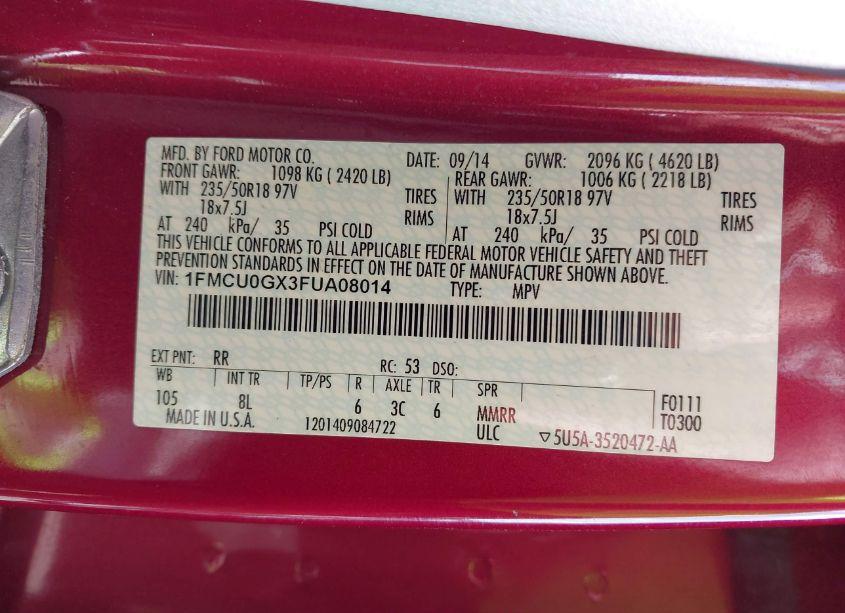 MFD. BY FORD MOTOR CO. DATE: 09/14 GVWR: 2096 KG ( 4620 LB)
FRONT GAWR: 1098 KG ( 2420 LB) REAR GAWR: 1006 KG ( 2218 LB)
WITH 235/50R18 97V TIRES WITH 235/50R18 97V TIRES
18x7.5J RIMS 18x7.5J RIMS
AT 240 kPa/ 35 PSI COLD AT 240 kPa/ 35 PSI COLD
THIS VEHICLE CONFORMS TO ALL APPLICABLE FEDERAL MOTOR VEHICLE SAFETY AND THEFT
PREVENTION STANDARDS IN EFFECT ON THE DATE OF MANUFACTURE SHOWN ABOVE.
VIN: 1FMCU0GX3FUA08014 TYPE: MPV
EXT PNT: RR RC: 53 DSO:
WB INT TR TP/PS R AXLE TR SPR
105 8L 6 3C 6 MMRR F0111
MADE IN U.S.A. 1201409084722 ULC ▽5U5A-3520472-AA T0300